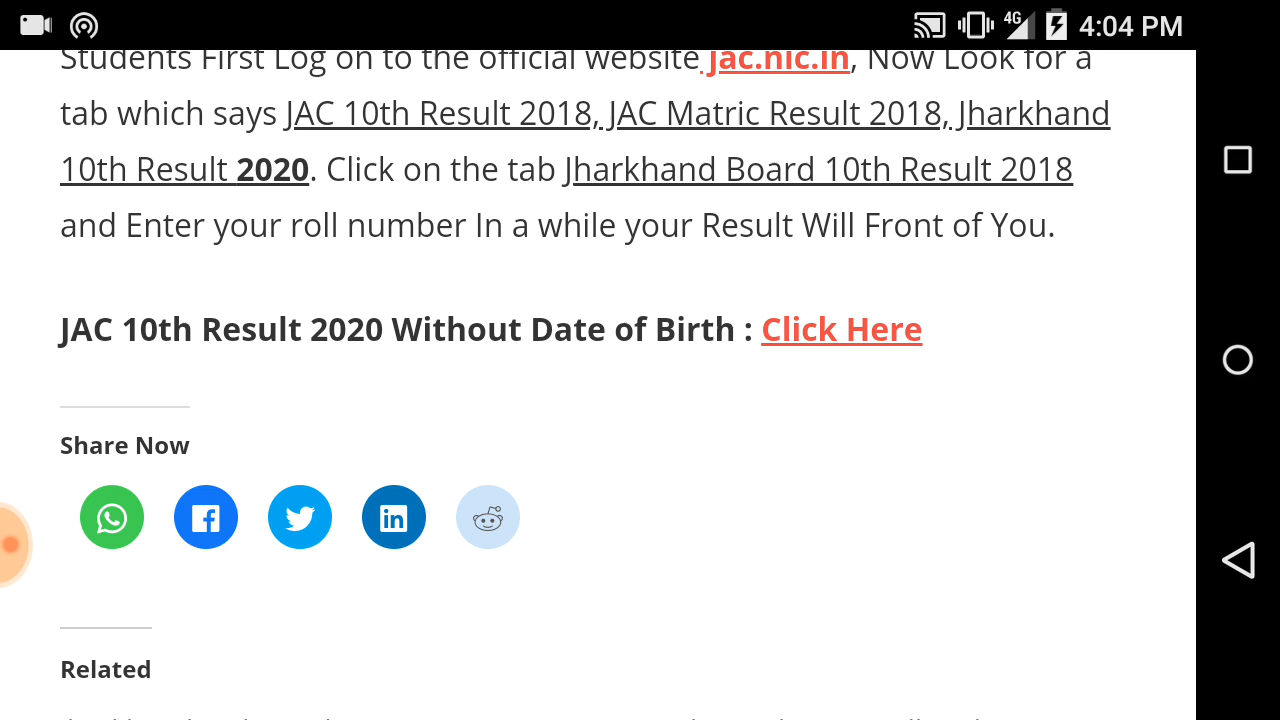 4G 4:04 PM
Students First Log on to the official website jac.nic.in, Now Look for a
tab which says JAC 10th Result 2018, JAC Matric Result 2018, Jharkhand
10th Result 2020. Click on the tab Jharkhand Board 10th Result 2018
and Enter your roll number In a while your Result Will Front of You.
JAC 10th Result 2020 Without Date of Birth : Click Here
Share Now
in
Related